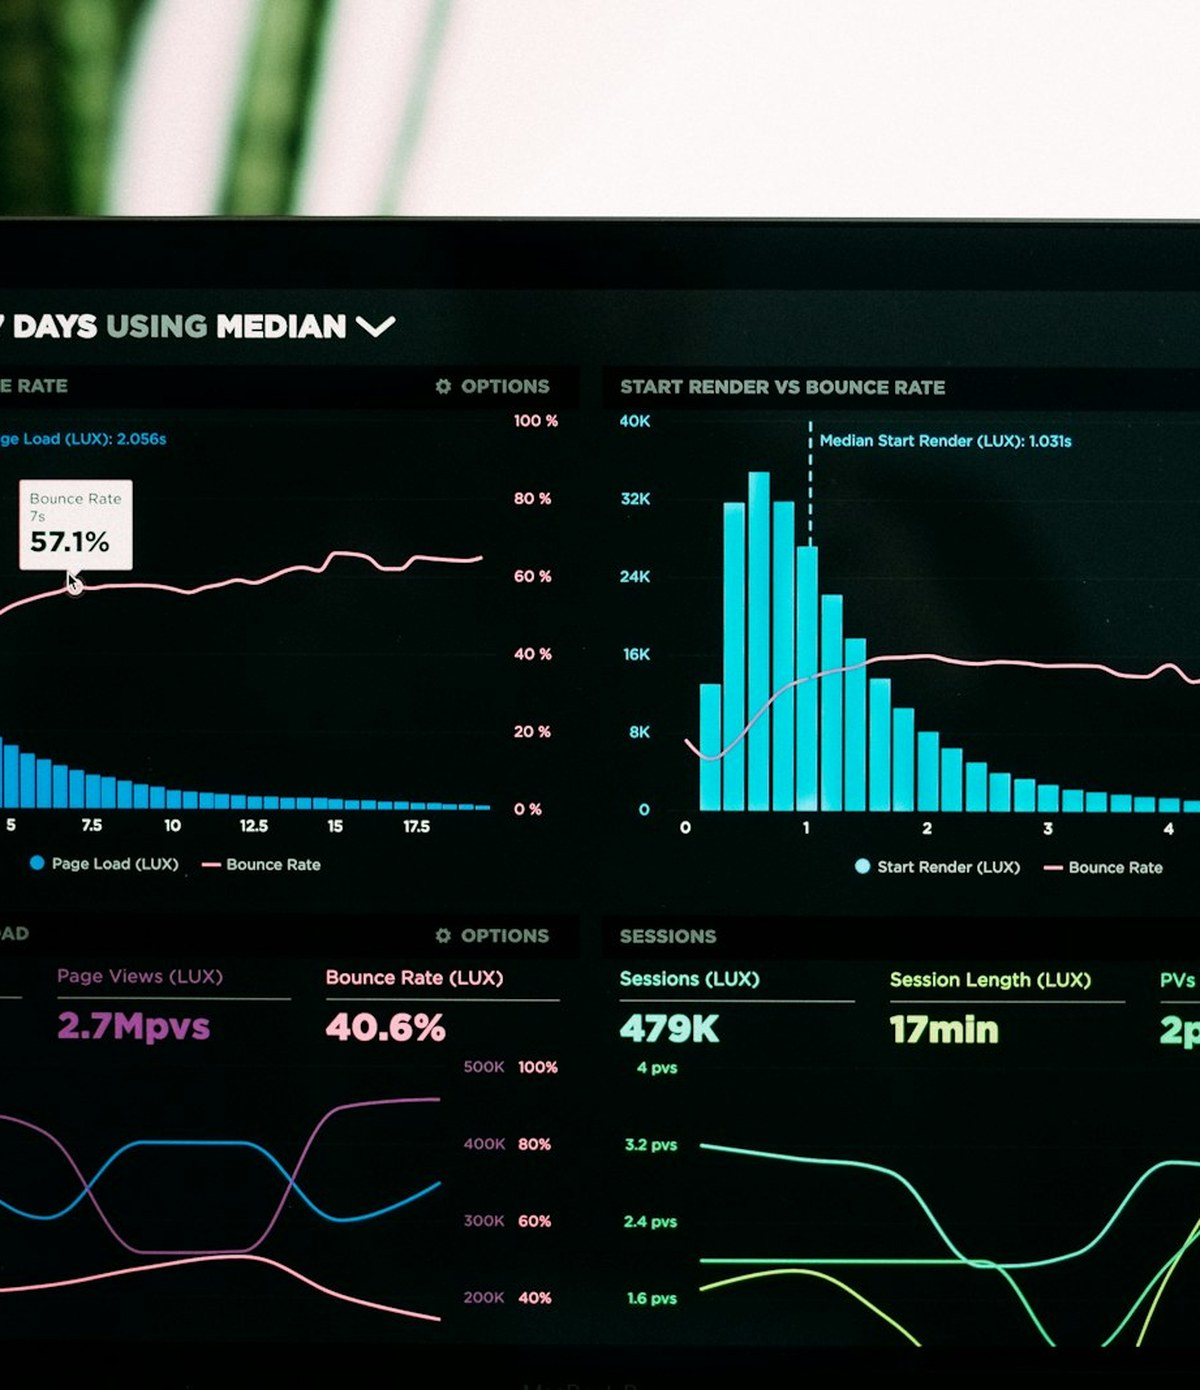 7 DAYS USING MEDIAN
E RATE
OPTIONS
ge Load (LUX): 2.056s
Bounce Rate
7s
57.1%
100 %
80 %
60 %
40 %
20 %
0 %
5 7.5 10 12.5 15 17.5
Page Load (LUX) Bounce Rate
START RENDER VS BOUNCE RATE
Median Start Render (LUX): 1.031s
40K
32K
24K
16K
8K
0
0 1 2 3 4
Start Render (LUX) Bounce Rate
OAD
OPTIONS
Page Views (LUX)
2.7Mpvs
Bounce Rate (LUX)
40.6%
500K 100%
400K 80%
300K 60%
200K 40%
SESSIONS
Sessions (LUX)
479K
Session Length (LUX)
17min
PVs
2p
4 pvs
3.2 pvs
2.4 pvs
1.6 pvs